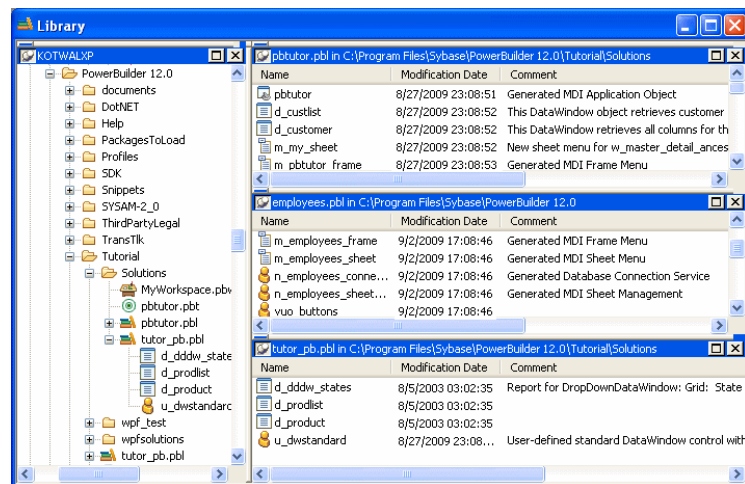 Library
KOTWALXP
PowerBuilder 12.0
documents
DotNET
Help
PackagesToLoad
Profiles
SDK
Snippets
SYSAM-2_0
ThirdPartyLegal
TransTlk
Tutorial
Solutions
MyWorkspace.pbw
pbtutor.pbt
pbtutor.pbl
tutor_pb.pbl
d_dddw_state
d_prodlist
d_product
u_dwstandard
wpf_test
wpfsolutions
tutor_pb.pbl
pbtutor.pbl in C:\Program Files\Sybase\PowerBuilder 12.0\Tutorial\Solutions
Name Modification Date Comment
pbtutor 8/27/2009 23:08:51 Generated MDI Application Object
d_custlist 8/27/2009 23:08:52 This DataWindow object retrieves customer
d_customer 8/27/2009 23:08:52 This DataWindow retrieves all columns for th
m_my_sheet 8/27/2009 23:08:52 New sheet menu for w_master_detail_ances
m_pbtutor_frame 8/27/2009 23:08:53 Generated MDI Frame Menu
employees.pbl in C:\Program Files\Sybase\PowerBuilder 12.0
Name Modification Date Comment
m_employees_frame 9/2/2009 17:08:46 Generated MDI Frame Menu
m_employees_sheet 9/2/2009 17:08:46 Generated MDI Sheet Menu
n_employees_conne... 9/2/2009 17:08:46 Generated Database Connection Service
n_employees_sheet... 9/2/2009 17:08:46 Generated MDI Sheet Management
vuo_buttons 9/2/2009 17:08:46
tutor_pb.pbl in C:\Program Files\Sybase\PowerBuilder 12.0\Tutorial\Solutions
Name Modification Date Comment
d_dddw_states 8/5/2003 03:02:35 Report for DropDownDataWindow: Grid: State
d_prodlist 8/5/2003 03:02:35
d_product 8/5/2003 03:02:35
u_dwstandard 8/27/2009 23:08... User-defined standard DataWindow control with